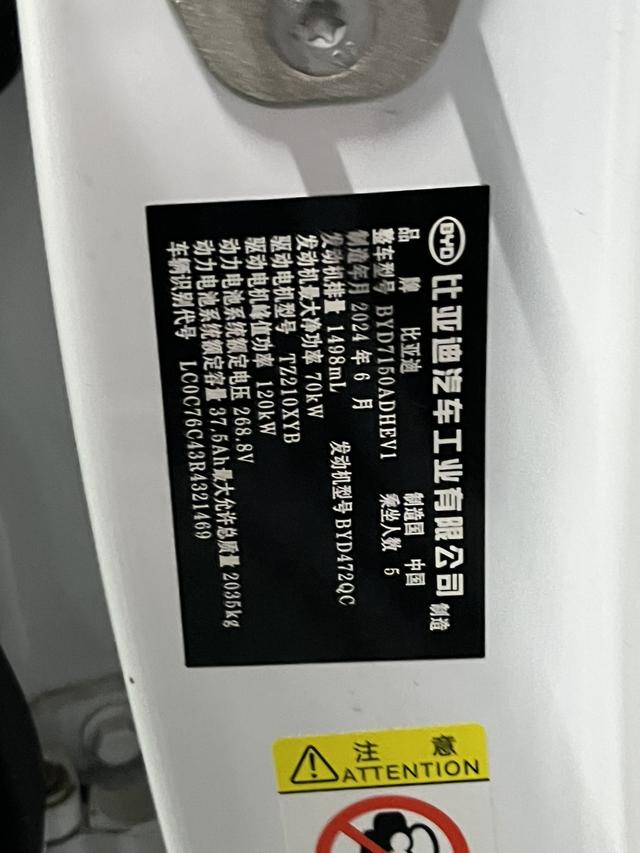 BYD 比亚迪汽车工业有限公司 制造
品 牌 比亚迪 制造国 中国
整车型号 BYD7150ADHEV1 乘坐人数 5
制造年月 2024 年 6 月
发动机排量 1498mL 发动机型号 BYD472QC
发动机最大净功率 70kW
驱动电机型号 TZ210XYB
驱动电机峰值功率 120kW
动力电池系统额定电压 268.8V
动力电池系统额定容量 37.5Ah 最大允许总质量 2035kg
车辆识别代号 LC0C76C43R4321469
注 意
ATTENTION